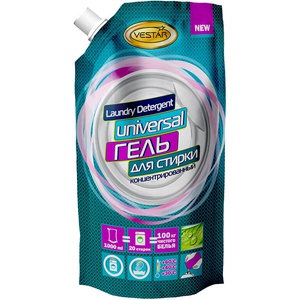 VESTAR
NEW
Laundry Detergent
universal
ГЕЛЬ
ДЛЯ СТИРКИ
концентрированный
1000 ml
20 стирок
100 кг
чистого
БЕЛЬЯ